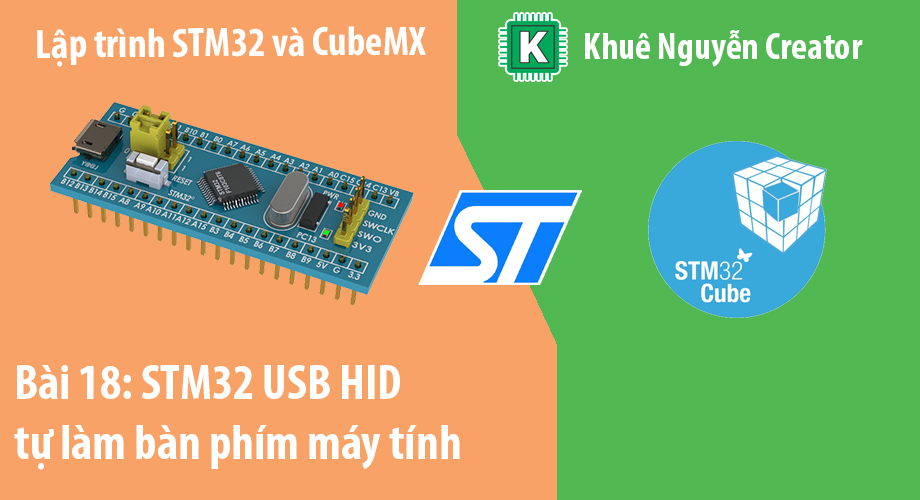 Lập trình STM32 và CubeMX
K
Khuê Nguyễn Creator
G
B10 B1 B0 A7 A6 A5 A4 A3 A2 A1 A0 C15 C14 C13 VB
RESET
STM32
PWR
GND
SWCLK
SWO
3V3
PC13
B12 B13 B14 B15 A8 A9 A10 A11 A12 A15 B3 B4 B5 B6 B7 B8 B9 5V G 3.3
ST
STM32
Cube
Bài 18: STM32 USB HID
tự làm bàn phím máy tính